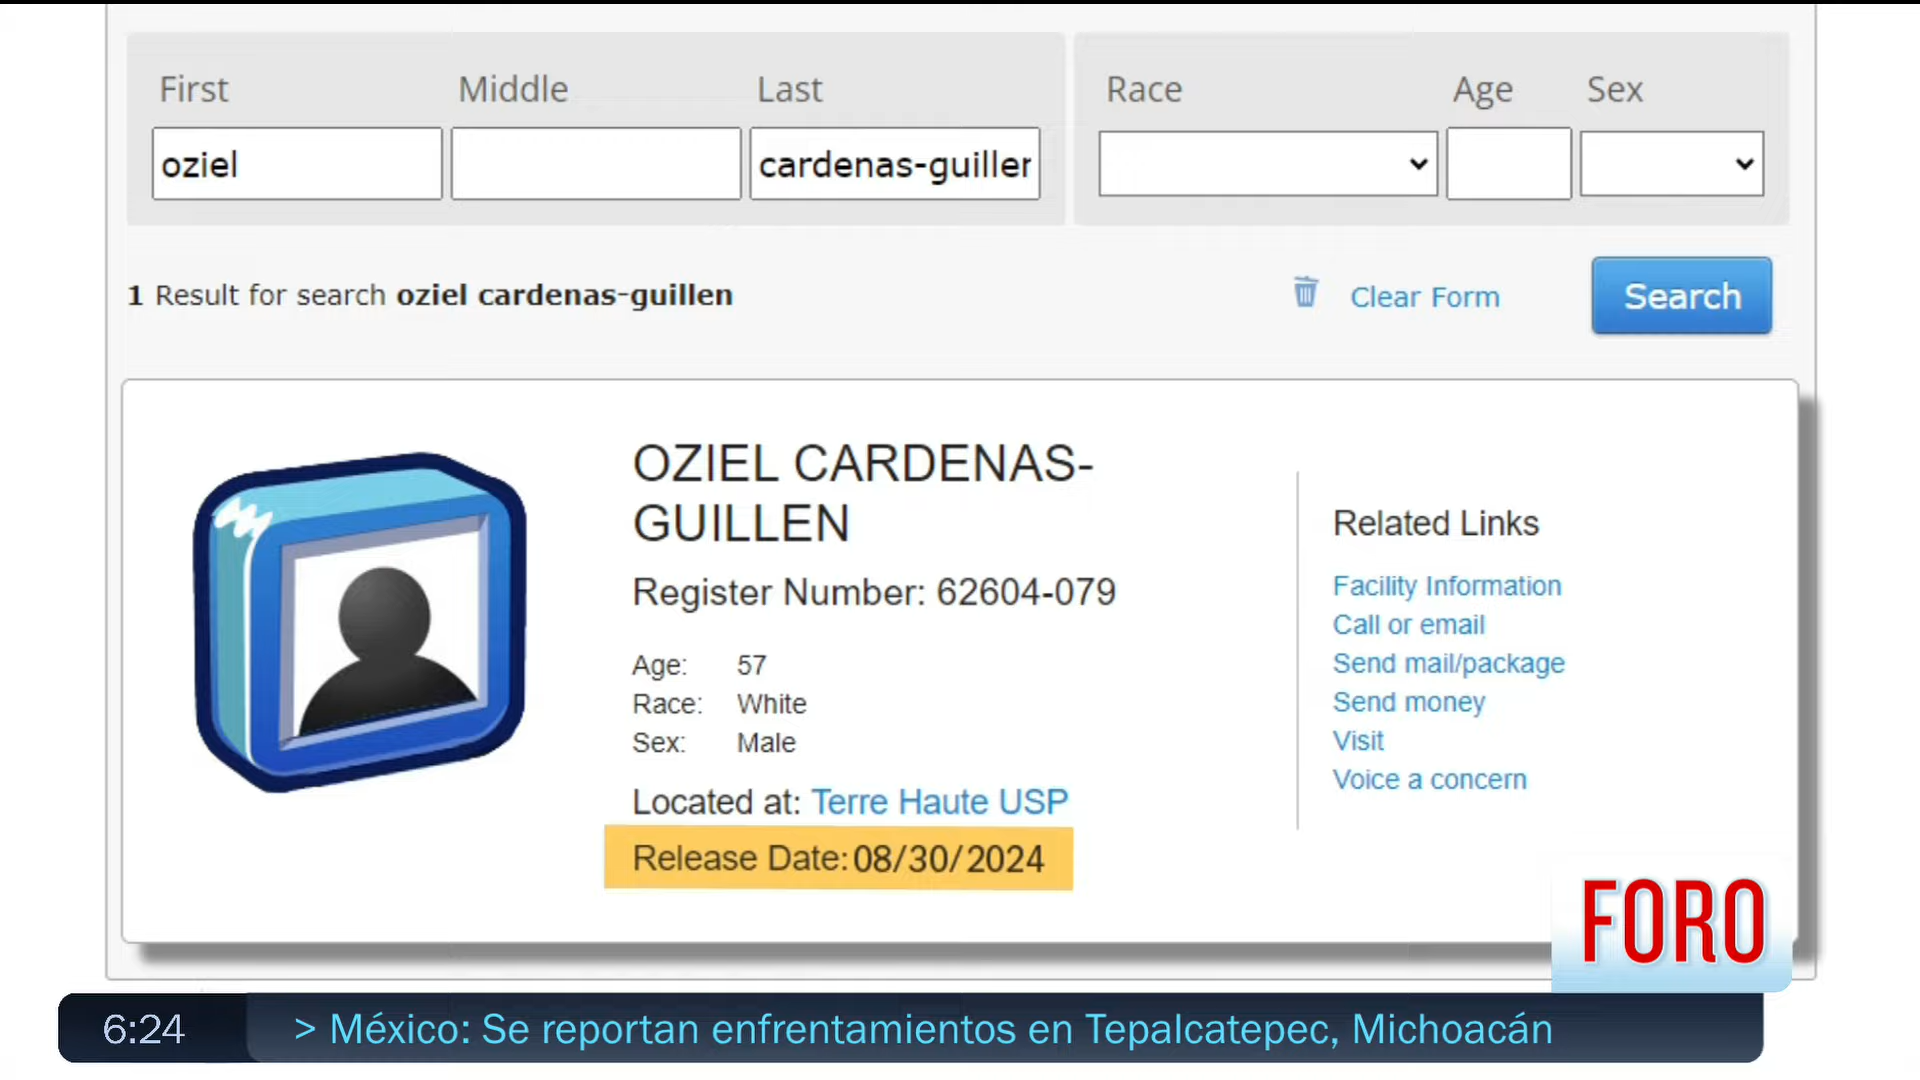 First Middle Last Race Age Sex
oziel cardenas-guillen
1 Result for search oziel cardenas-guillen Clear Form Search
OZIEL CARDENAS-
GUILLEN
Register Number: 62604-079
Age: 57
Race: White
Sex: Male
Located at: Terre Haute USP
Release Date: 08/30/2024
Related Links
Facility Information
Call or email
Send mail/package
Send money
Visit
Voice a concern
FORO
6:24 > México: Se reportan enfrentamientos en Tepalcatepec, Michoacán